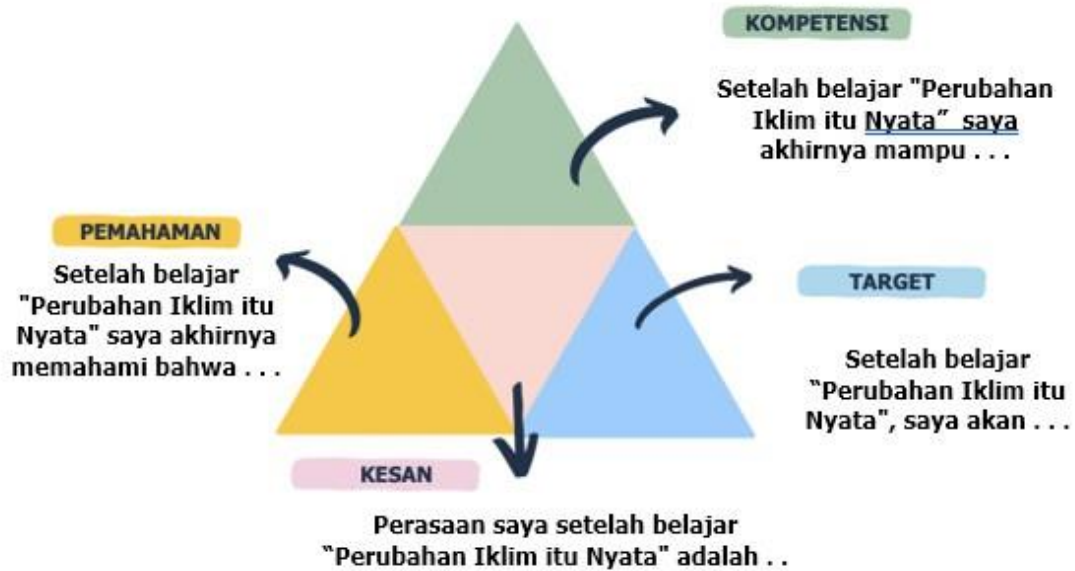 KOMPETENSI
Setelah belajar "Perubahan
Iklim itu Nyata” saya
akhirnya mampu . . .
PEMAHAMAN
Setelah belajar
"Perubahan Iklim itu
Nyata" saya akhirnya
memahami bahwa . . .
TARGET
Setelah belajar
“Perubahan Iklim itu
Nyata", saya akan . . .
KESAN
Perasaan saya setelah belajar
“Perubahan Iklim itu Nyata" adalah . .